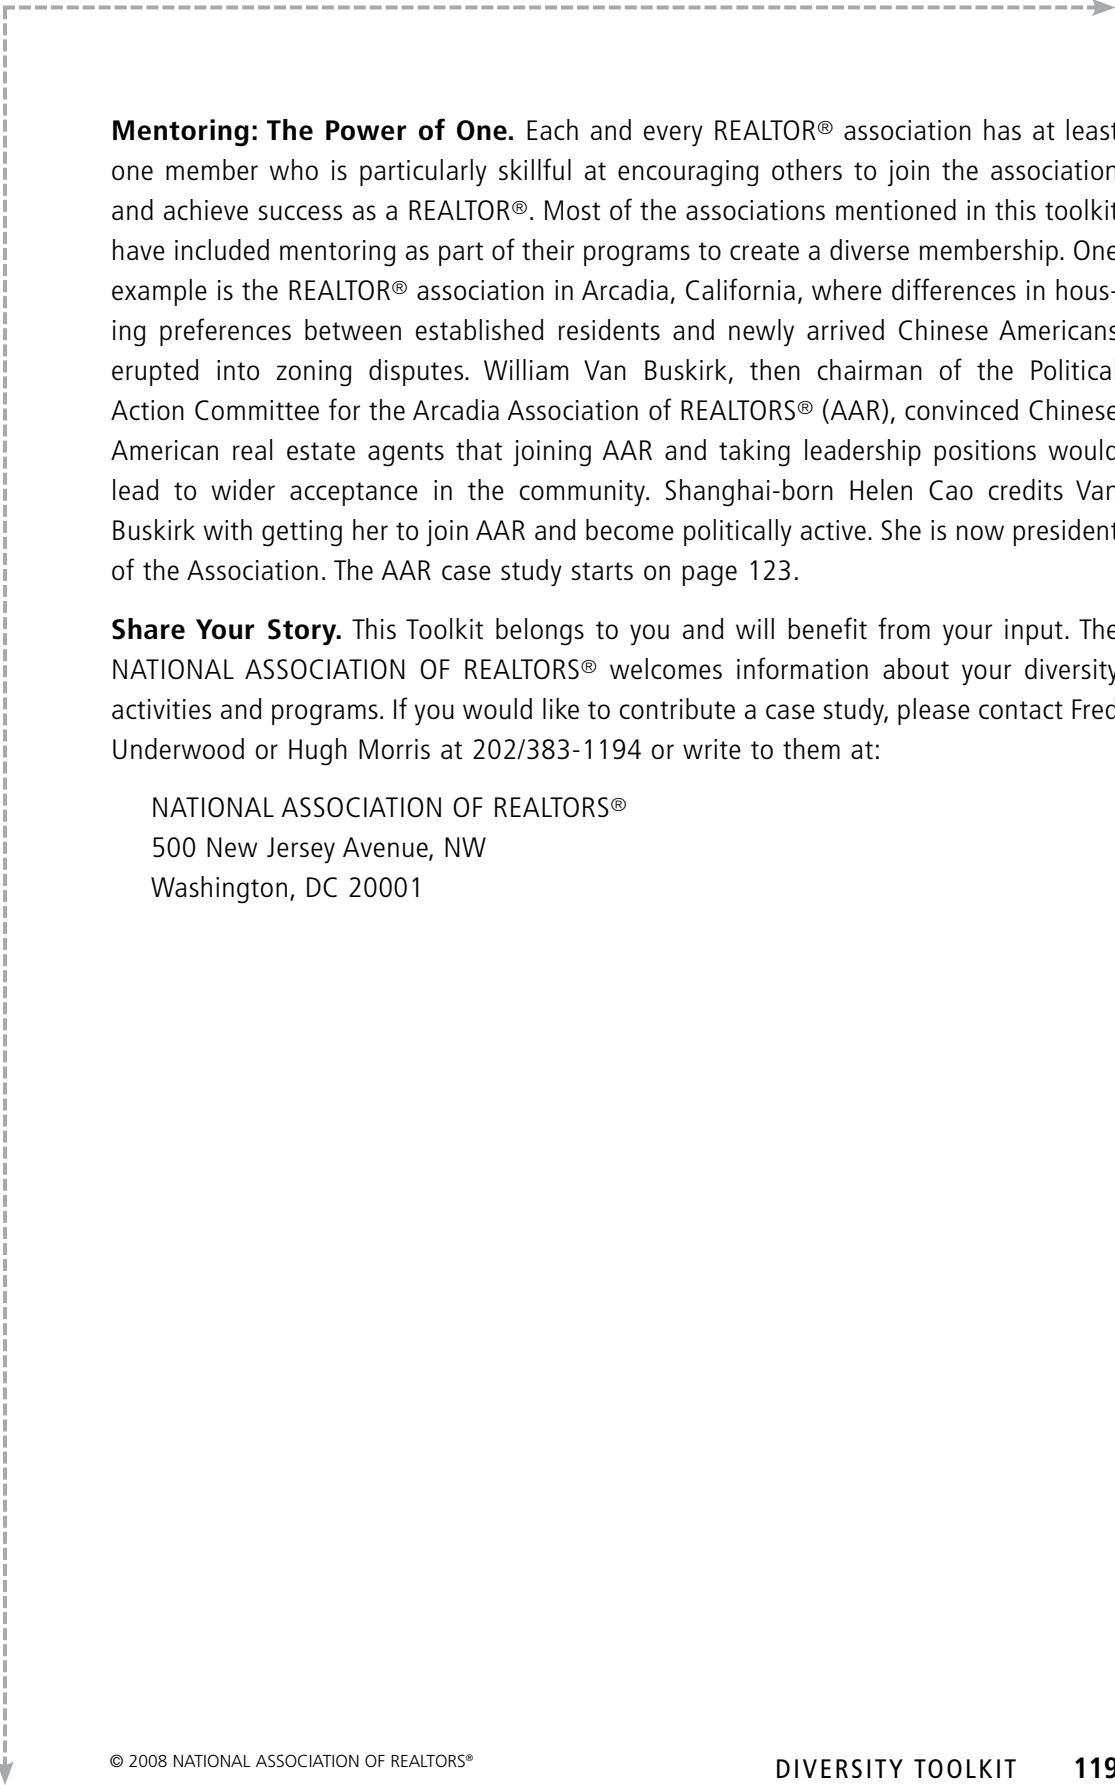 Mentoring: The Power of One. Each and every REALTOR® association has at least
one member who is particularly skillful at encouraging others to join the association
and achieve success as a REALTOR®. Most of the associations mentioned in this toolkit
have included mentoring as part of their programs to create a diverse membership. One
example is the REALTOR® association in Arcadia, California, where differences in hous-
ing preferences between established residents and newly arrived Chinese Americans
erupted into zoning disputes. William Van Buskirk, then chairman of the Political
Action Committee for the Arcadia Association of REALTORS® (AAR), convinced Chinese
American real estate agents that joining AAR and taking leadership positions would
lead to wider acceptance in the community. Shanghai-born Helen Cao credits Van
Buskirk with getting her to join AAR and become politically active. She is now president
of the Association. The AAR case study starts on page 123.
Share Your Story. This Toolkit belongs to you and will benefit from your input. The
NATIONAL ASSOCIATION OF REALTORS® welcomes information about your diversity
activities and programs. If you would like to contribute a case study, please contact Fred
Underwood or Hugh Morris at 202/383-1194 or write to them at:
NATIONAL ASSOCIATION OF REALTORS®
500 New Jersey Avenue, NW
Washington, DC 20001
© 2008 NATIONAL ASSOCIATION OF REALTORS®
DIVERSITY TOOLKIT 119